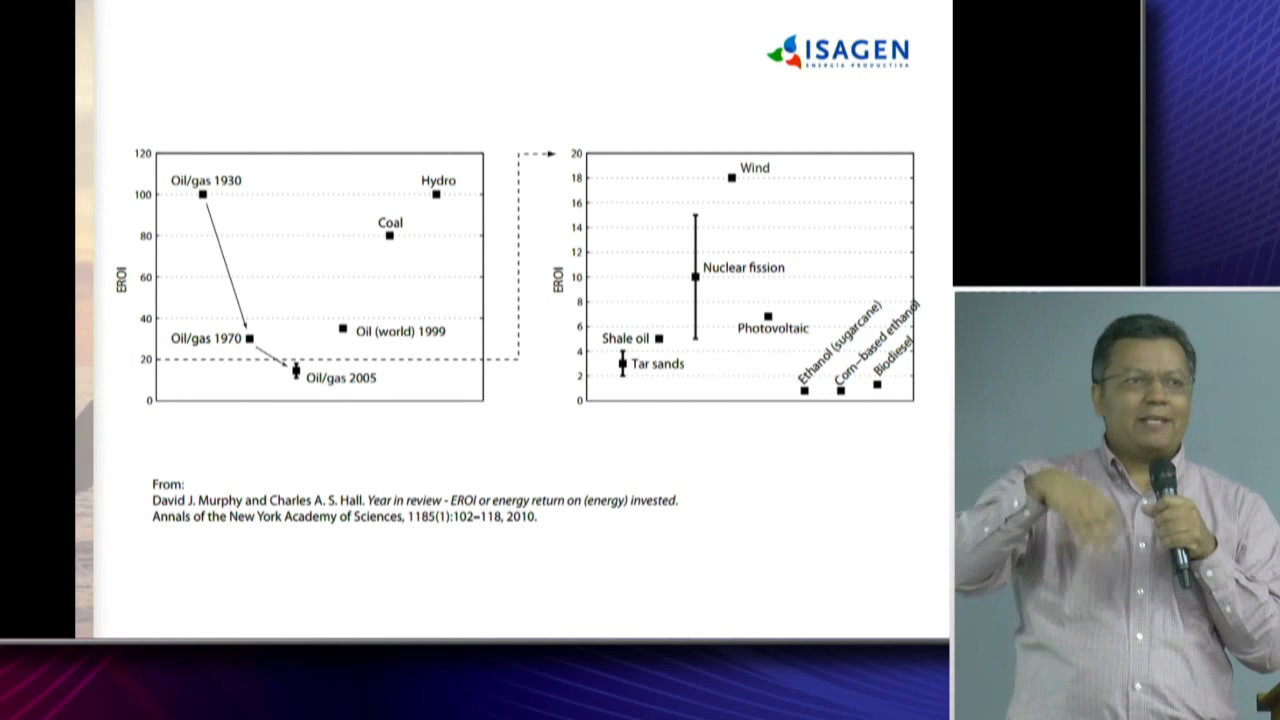 ISAGEN
ENERGÍA PRODUCTIVA
120
100
80
60
40
20
0
EROI
Oil/gas 1930
Hydro
Coal
Oil/gas 1970
Oil (world) 1999
Oil/gas 2005
20
18
16
14
12
10
8
6
4
2
0
EROI
Wind
Nuclear fission
Photovoltaic
Shale oil
Tar sands
Ethanol (sugarcane)
Corn-based ethanol
Biodiesel
From:
David J. Murphy and Charles A. S. Hall. Year in review - EROI or energy return on (energy) invested.
Annals of the New York Academy of Sciences, 1185(1):102–118, 2010.